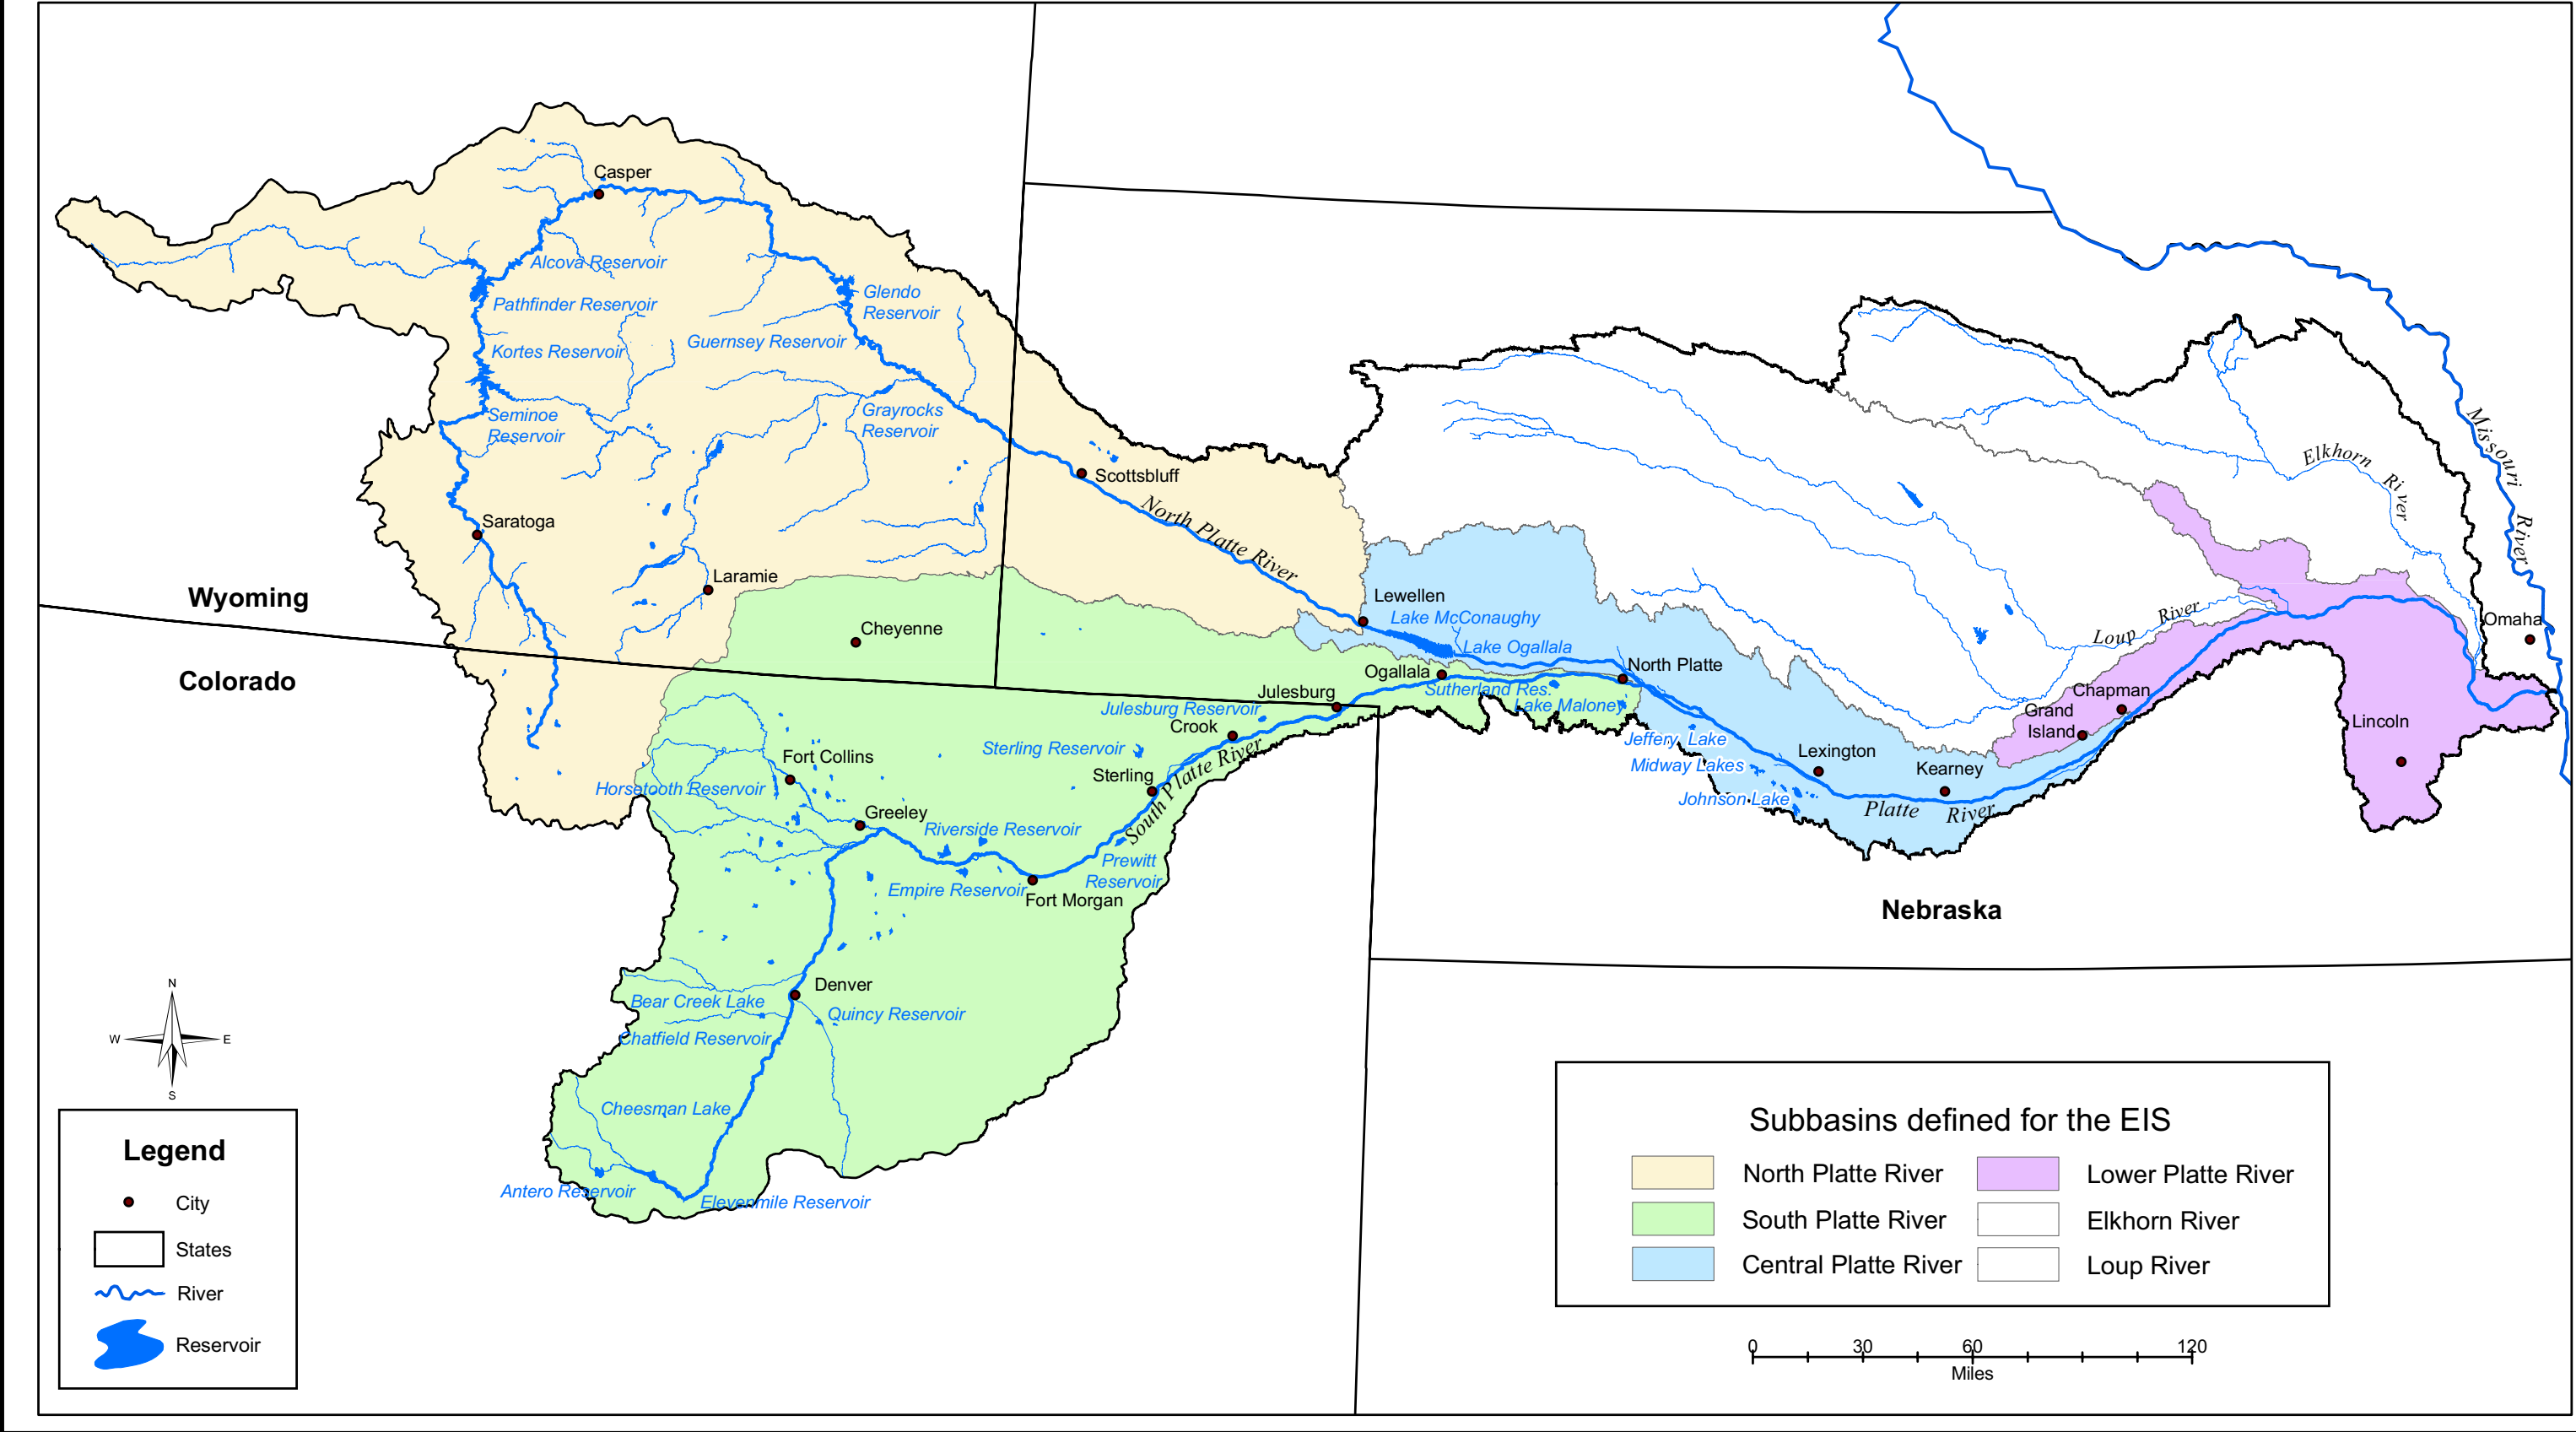 Casper
Alcova Reservoir
Pathfinder Reservoir
Glendo
Reservoir
Guernsey Reservoir
Kortes Reservoir
Grayrocks
Reservoir
Seminoe
Reservoir
Scottsbluff
North Platte River
Saratoga
Laramie
Wyoming
Cheyenne
Colorado
Missouri River
Elkhorn River
Lewellen
Lake McConaughy
Lake Ogallala
Ogallala
North Platte
Sutherland Res.
Lake Maloney
Julesburg
Julesburg Reservoir
Crook
Sterling Reservoir
Sterling
South Platte River
Fort Collins
Horsetooth Reservoir
Greeley
Riverside Reservoir
Prewitt
Reservoir
Empire Reservoir
Fort Morgan
Loup River
Omaha
Chapman
Grand
Island
Lincoln
Jeffery Lake
Midway Lakes
Johnson Lake
Lexington
Kearney
Platte River
Nebraska
Denver
Bear Creek Lake
Quincy Reservoir
Chatfield Reservoir
Cheesman Lake
Antero Reservoir
Elevenmile Reservoir
N
W
E
S
Legend
City
States
River
Reservoir
Subbasins defined for the EIS
North Platte River
Lower Platte River
South Platte River
Elkhorn River
Central Platte River
Loup River
0 30 60 120
Miles